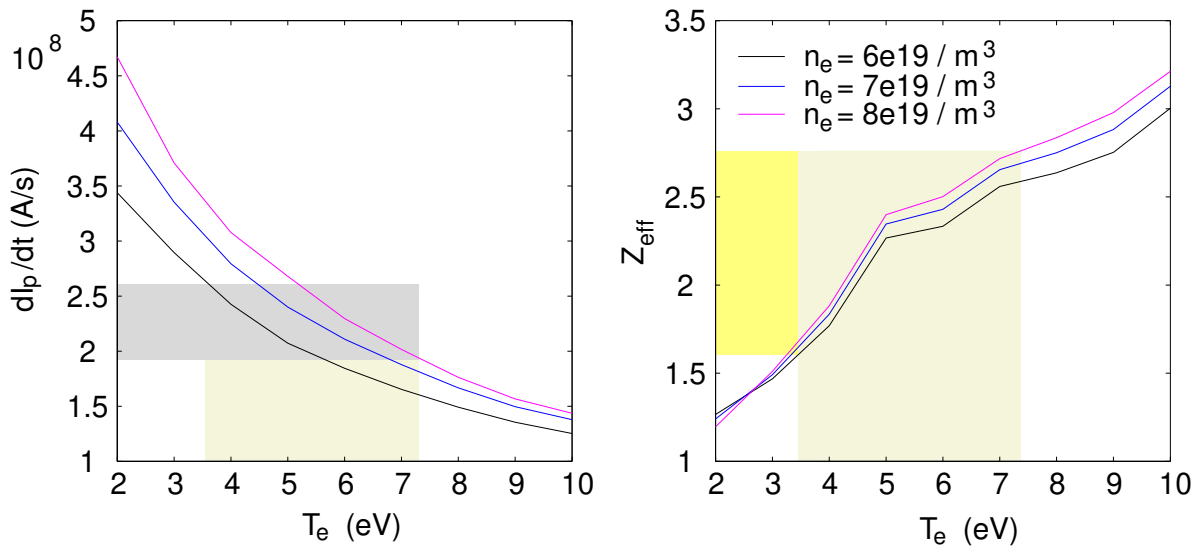 10^8
5
4.5
4
3.5
3
2.5
2
1.5
1
dI_p/dt (A/s)
2 3 4 5 6 7 8 9 10
T_e (eV)
3.5
3
2.5
2
1.5
1
Z_eff
n_e = 6e19 / m^3
n_e = 7e19 / m^3
n_e = 8e19 / m^3
2 3 4 5 6 7 8 9 10
T_e (eV)